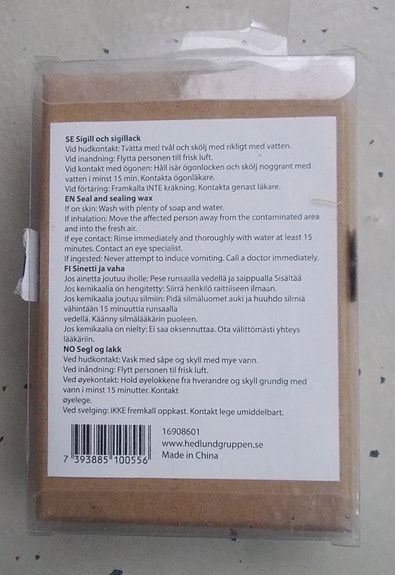 SE Sigill och sigillack
Vid hudkontakt: Tvätta med tvål och skölj med rikligt med vatten.
Vid inandning: Flytta personen till frisk luft.
Vid kontakt med ögonen: Håll isär ögonlocken och skölj noggrant med
vatten i minst 15 min. Kontakta ögonläkare.
Vid förtäring: Framkalla INTE kräkning. Kontakta genast läkare.
EN Seal and sealing wax
If on skin: Wash with plenty of soap and water.
If inhalation: Move the affected person away from the contaminated area
and into the fresh air.
If eye contact: Rinse immediately and thoroughly with water at least 15
minutes. Contact an eye specialist.
If ingested: Never attempt to induce vomiting. Call a doctor immediately.
FI Sinetti ja vaha
Jos ainetta joutuu iholle: Pese runsaalla vedellä ja saippualla Sisältää
Jos kemikaalia on hengitetty: Siirrä henkilö raittiiseen ilmaan.
Jos kemikaalia joutuu silmiin: Pidä silmäluomet auki ja huuhdo silmiä
vähintään 15 minuuttia runsaalla
vedellä. Käänny silmälääkärin puoleen.
Jos kemikaalia on nielty: Ei saa oksennuttaa. Ota välittömästi yhteys
lääkäriin.
NO Segl og lakk
Ved hudkontakt: Vask med såpe og skyll med mye vann.
Ved inåndning: Flytt personen til frisk luft.
Ved øyekontakt: Hold øyelokkene fra hverandre og skyll grundig med
vann i minst 15 minutter. Kontakt
øyelege.
Ved svelging: IKKE fremkall oppkast. Kontakt lege umiddelbart.
16908601
www.hedlundgruppen.se
Made in China
7 393885 100556